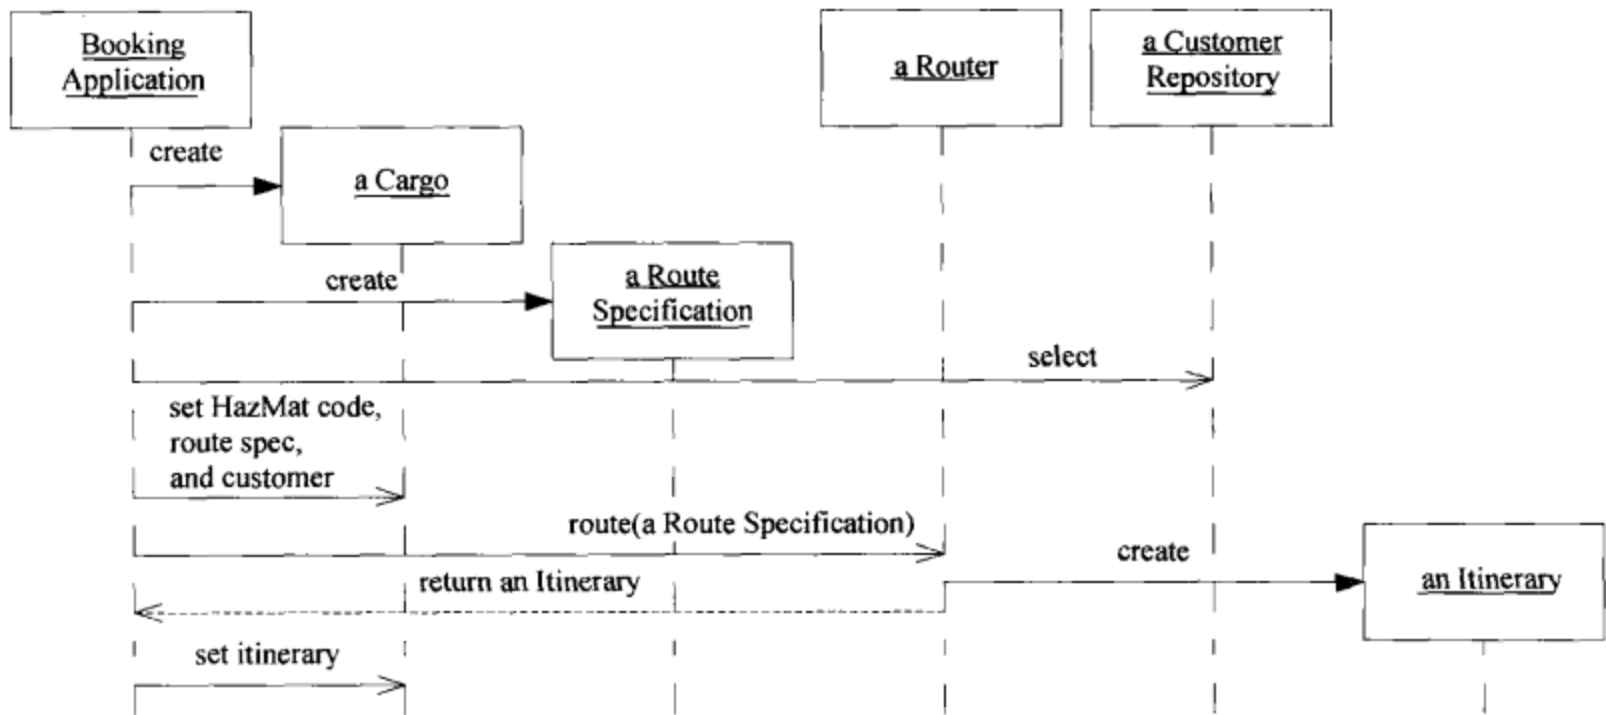 Booking
Application
a Router
a Customer
Repository
create
a Cargo
create
a Route
Specification
select
set HazMat code,
route spec,
and customer
route(a Route Specification)
create
an Itinerary
return an Itinerary
set itinerary